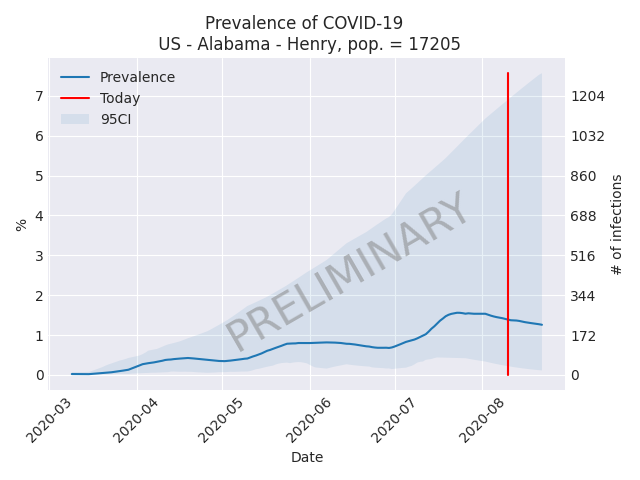 Prevalence of COVID-19
US - Alabama - Henry, pop. = 17205
Prevalence
Today
95CI
7
6
5
4
3
2
1
0
%
1204
1032
860
688
516
344
172
0
# of infections
PRELIMINARY
2020-03
2020-04
2020-05
2020-06
2020-07
2020-08
Date